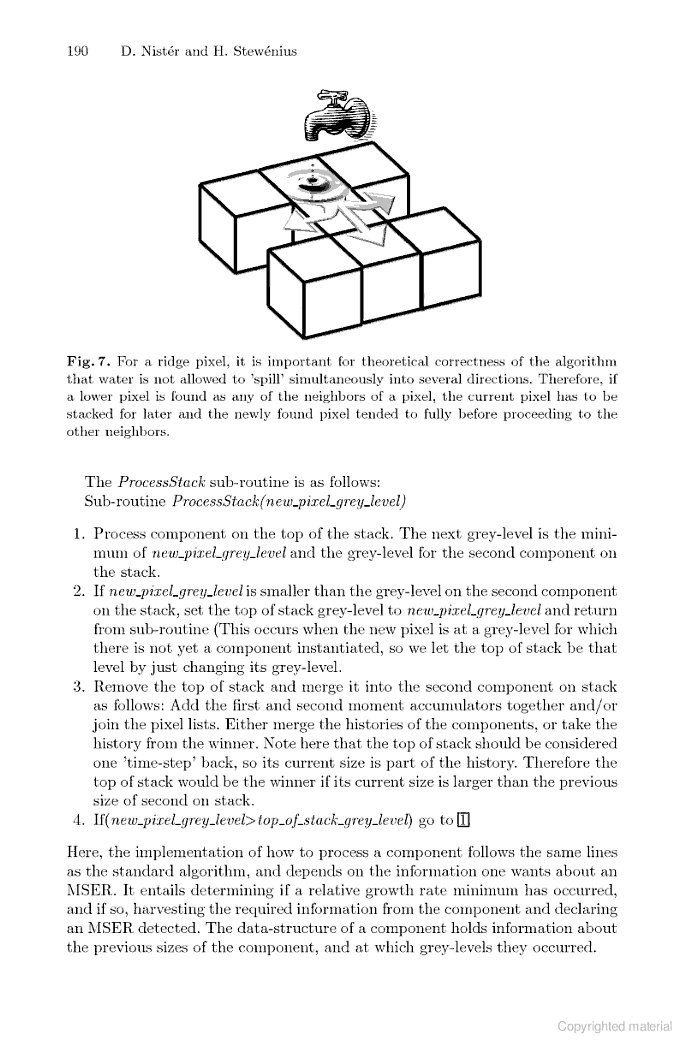 190 D. Nistér and H. Stewénius
Fig. 7. For a ridge pixel, it is important for theoretical correctness of the algorithm
that water is not allowed to 'spill' simultaneously into several directions. Therefore, if
a lower pixel is found as any of the neighbors of a pixel, the current pixel has to be
stacked for later and the newly found pixel tended to fully before proceeding to the
other neighbors.
The ProcessStack sub-routine is as follows:
Sub-routine ProcessStack(new_pixel_grey_level)
1. Process component on the top of the stack. The next grey-level is the mini-
mum of new_pixel_grey_level and the grey-level for the second component on
the stack.
2. If new_pixel_grey_level is smaller than the grey-level on the second component
on the stack, set the top of stack grey-level to new_pixel_grey_level and return
from sub-routine (This occurs when the new pixel is at a grey-level for which
there is not yet a component instantiated, so we let the top of stack be that
level by just changing its grey-level.
3. Remove the top of stack and merge it into the second component on stack
as follows: Add the first and second moment accumulators together and/or
join the pixel lists. Either merge the histories of the components, or take the
history from the winner. Note here that the top of stack should be considered
one 'time-step' back, so its current size is part of the history. Therefore the
top of stack would be the winner if its current size is larger than the previous
size of second on stack.
4. If(new_pixel_grey_level>top_of_stack_grey_level) go to 1.
Here, the implementation of how to process a component follows the same lines
as the standard algorithm, and depends on the information one wants about an
MSER. It entails determining if a relative growth rate minimum has occurred,
and if so, harvesting the required information from the component and declaring
an MSER detected. The data-structure of a component holds information about
the previous sizes of the component, and at which grey-levels they occurred.
Copyrighted material